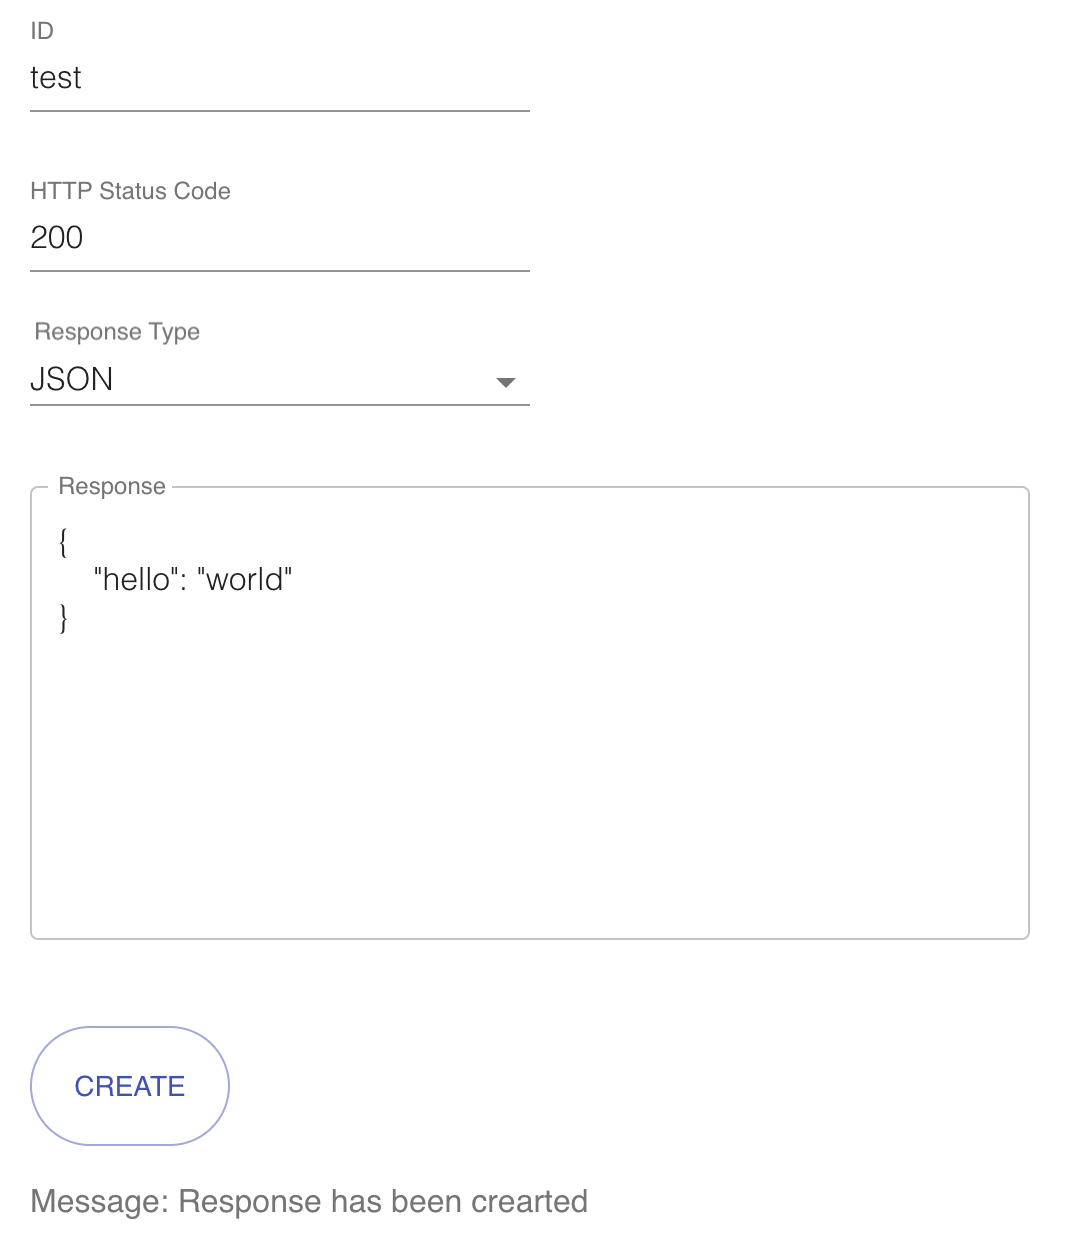 ID
test
HTTP Status Code
200
Response Type
JSON
Response
{
"hello": "world"
}
CREATE
Message: Response has been crearted